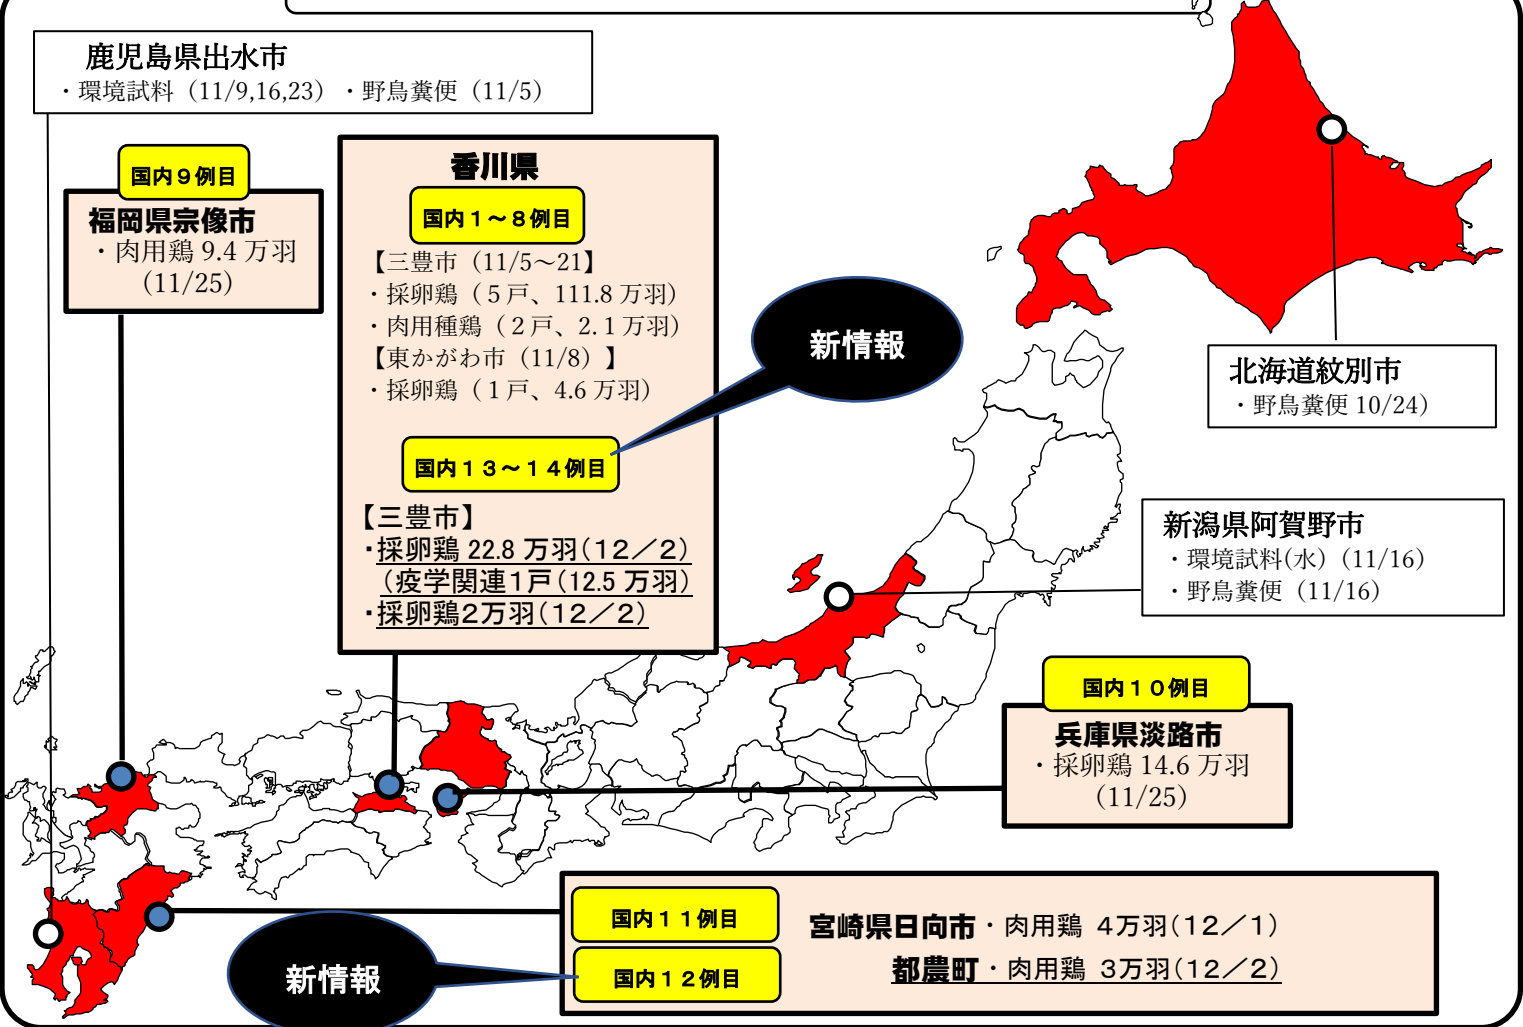 鹿児島県出水市
・環境試料（11/9,16,23）・野鳥糞便（11/5）
国内９例目
福岡県宗像市
・肉用鶏 9.4 万羽
（11/25）
香川県
国内１～８例目
【三豊市（11/5～21】
・採卵鶏（５戸、111.8 万羽）
・肉用種鶏（２戸、2.1 万羽）
【東かがわ市（11/8）】
・採卵鶏（１戸、4.6 万羽）
国内１３～１４例目
【三豊市】
・採卵鶏 22.8 万羽（１２／２）
（疫学関連１戸（12.5 万羽）
・採卵鶏２万羽（１２／２）
新情報
北海道紋別市
・野鳥糞便 10/24）
新潟県阿賀野市
・環境試料(水)（11/16）
・野鳥糞便（11/16）
国内１０例目
兵庫県淡路市
・採卵鶏 14.6 万羽
（11/25）
国内１１例目
宮崎県日向市・肉用鶏 ４万羽（１２／１）
新情報
国内１２例目
都農町・肉用鶏 ３万羽（１２／２）